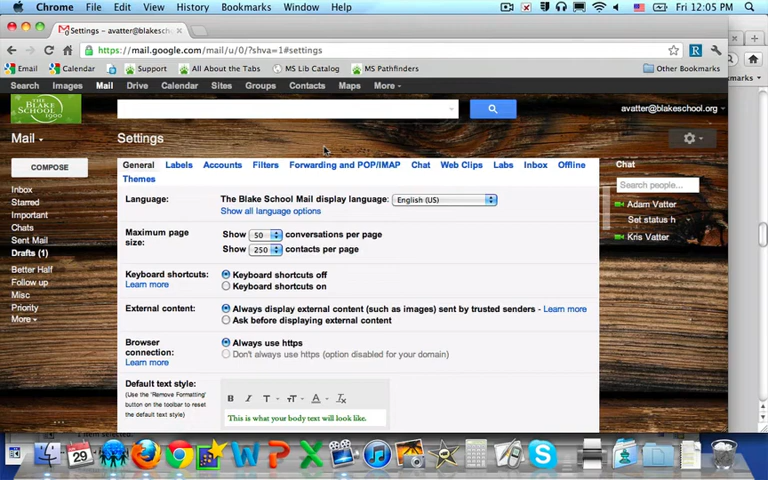 Chrome File Edit View History Bookmarks Window Help Fri 12:05 PM
Settings - avatter@blakesch
https://mail.google.com/mail/u/0/?shva=1#settings
Email Calendar Support All About the Tabs MS Lib Catalog MS Pathfinders Other Bookmarks
Search Images Mail Drive Calendar Sites Groups Contacts Maps More
THE BLAKE SCHOOL 1900
avatter@blakeschool.org
Mail
Settings
COMPOSE
General Labels Accounts Filters Forwarding and POP/IMAP Chat Web Clips Labs Inbox Offline
Themes
Chat
Search people...
Adam Vatter
Set status h
Kris Vatter
Inbox
Starred
Important
Chats
Sent Mail
Drafts (1)
Better Half
Follow up
Misc
Priority
More
Language: The Blake School Mail display language: English (US)
Show all language options
Maximum page size: Show 50 conversations per page
Show 250 contacts per page
Keyboard shortcuts: Keyboard shortcuts off
Learn more Keyboard shortcuts on
External content: Always display external content (such as images) sent by trusted senders - Learn more
Ask before displaying external content
Browser connection: Always use https
Learn more Don't always use https (option disabled for your domain)
Default text style:
(Use the 'Remove Formatting' button on the toolbar to reset the default text style)
B I T тT A Ix
This is what your body text will look like.
29